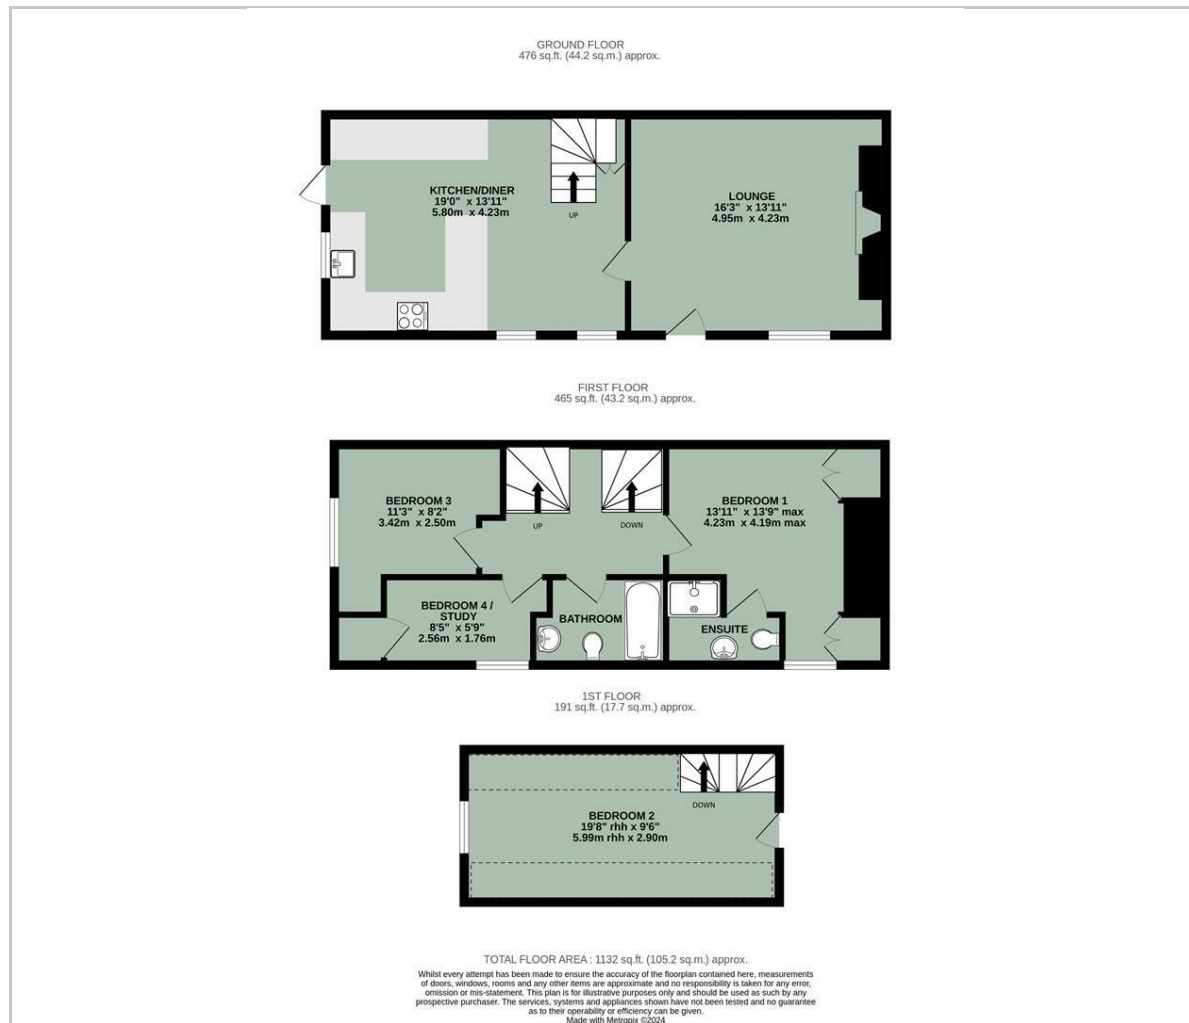 GROUND FLOOR
476 sq.ft. (44.2 sq.m.) approx.
KITCHEN/DINER
19'0" x 13'11"
5.80m x 4.23m
UP
LOUNGE
16'3" x 13'11"
4.95m x 4.23m
FIRST FLOOR
465 sq.ft. (43.2 sq.m.) approx.
BEDROOM 3
11'3" x 8'2"
3.42m x 2.50m
UP
DOWN
BEDROOM 1
13'11" x 13'9" max
4.23m x 4.19m max
BEDROOM 4 /
STUDY
8'5" x 5'9"
2.56m x 1.76m
BATHROOM
ENSUITE
1ST FLOOR
191 sq.ft. (17.7 sq.m.) approx.
BEDROOM 2
19'8" rhh x 9'6"
5.99m rhh x 2.90m
DOWN
TOTAL FLOOR AREA : 1132 sq.ft. (105.2 sq.m.) approx.
Whilst every attempt has been made to ensure the accuracy of the floorplan contained here, measurements
of doors, windows, rooms and any other items are approximate and no responsibility is taken for any error,
omission or mis-statement. This plan is for illustrative purposes only and should be used as such by any
prospective purchaser. The services, systems and appliances shown have not been tested and no guarantee
as to their operability or efficiency can be given.
Made with Metropix ©2024